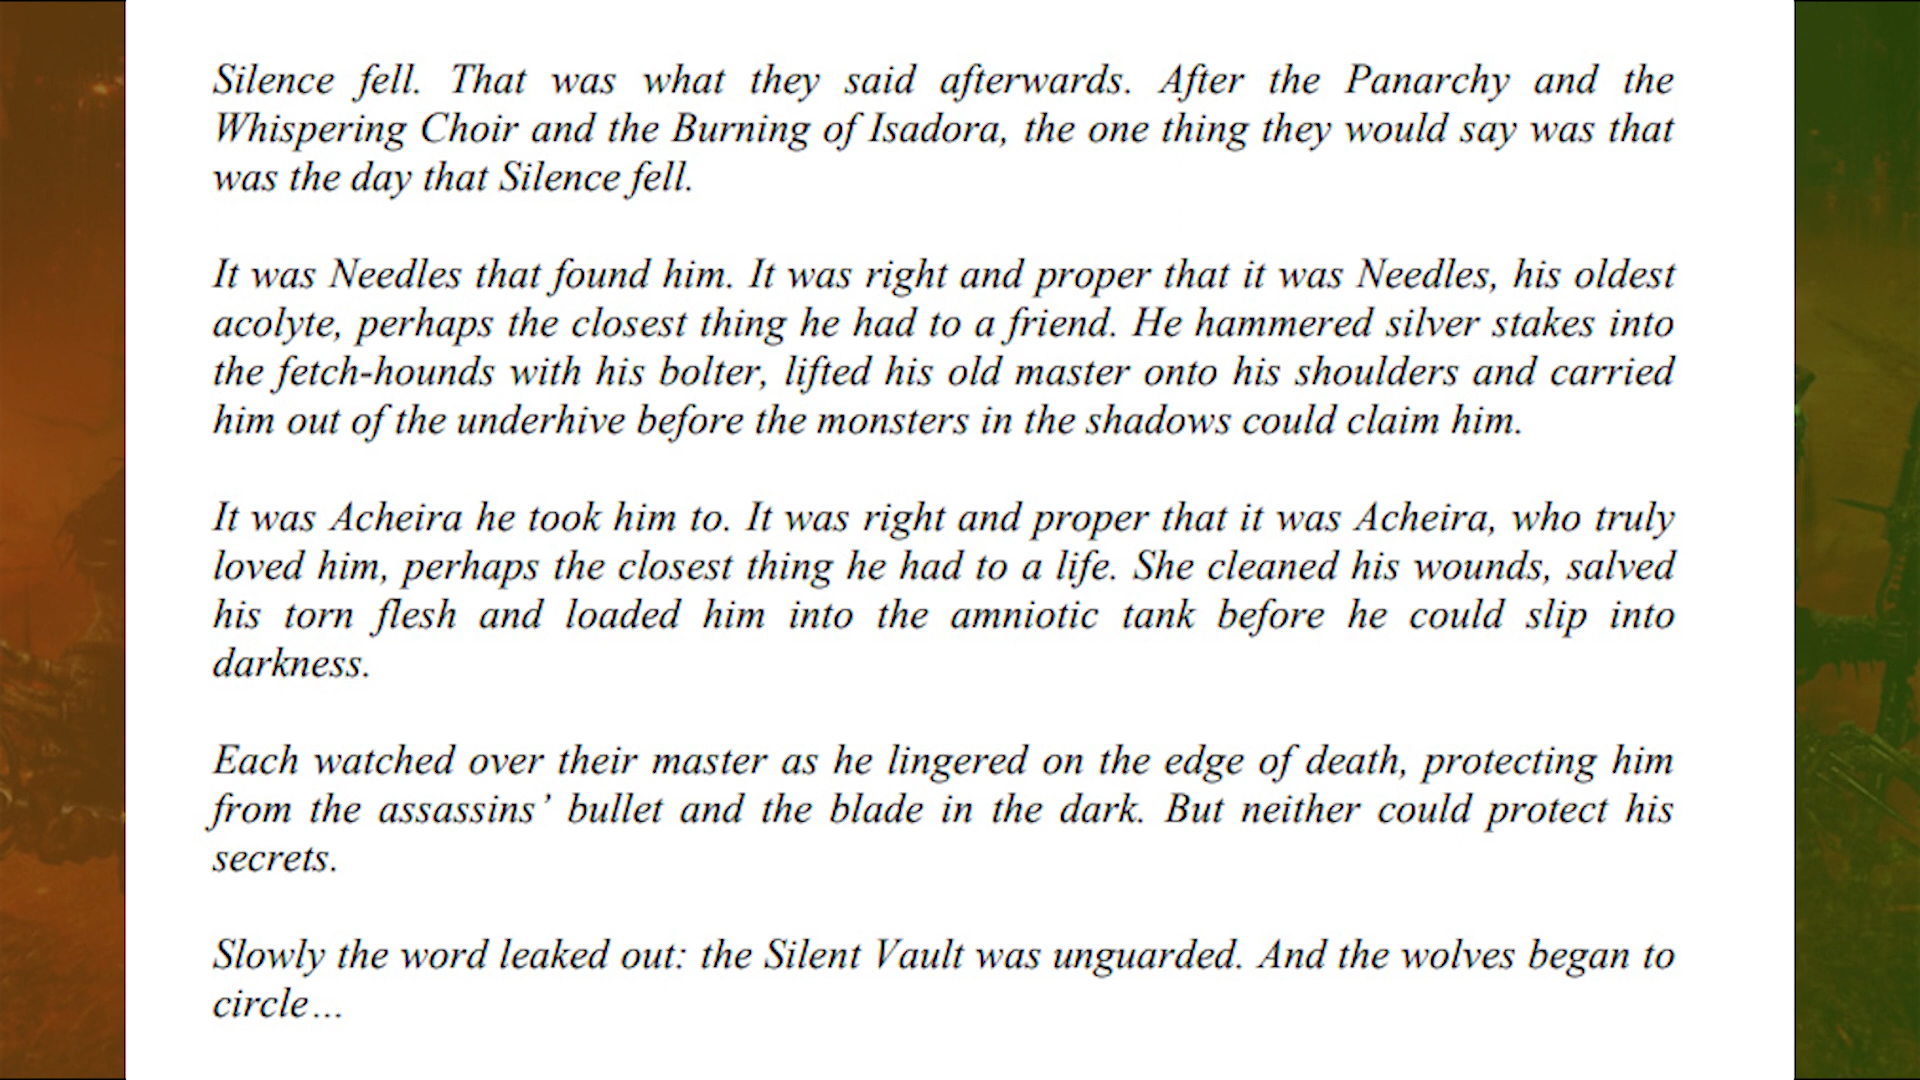 Silence fell. That was what they said afterwards. After the Panarchy and the
Whispering Choir and the Burning of Isadora, the one thing they would say was that
was the day that Silence fell.
It was Needles that found him. It was right and proper that it was Needles, his oldest
acolyte, perhaps the closest thing he had to a friend. He hammered silver stakes into
the fetch-hounds with his bolter, lifted his old master onto his shoulders and carried
him out of the underhive before the monsters in the shadows could claim him.
It was Acheira he took him to. It was right and proper that it was Acheira, who truly
loved him, perhaps the closest thing he had to a life. She cleaned his wounds, salved
his torn flesh and loaded him into the amniotic tank before he could slip into
darkness.
Each watched over their master as he lingered on the edge of death, protecting him
from the assassins’ bullet and the blade in the dark. But neither could protect his
secrets.
Slowly the word leaked out: the Silent Vault was unguarded. And the wolves began to
circle…